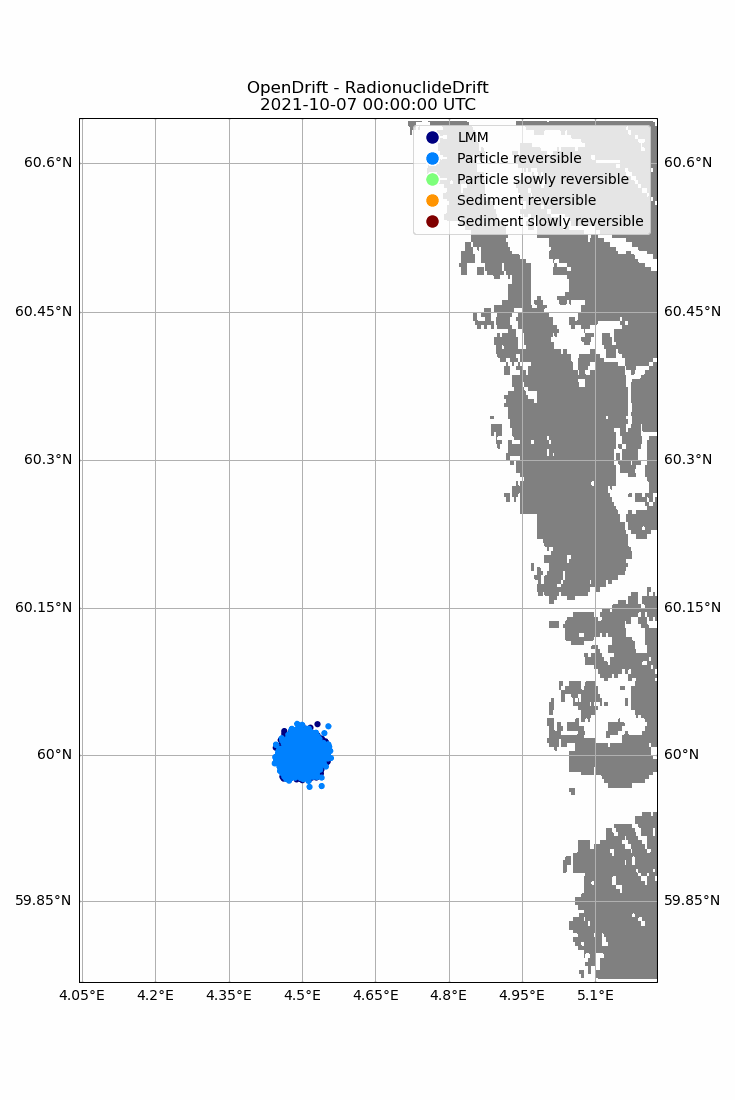 OpenDrift - RadionuclideDrift
2021-10-07 00:00:00 UTC
LMM
Particle reversible
Particle slowly reversible
Sediment reversible
Sediment slowly reversible
60.6°N
60.6°N
60.45°N
60.45°N
60.3°N
60.3°N
60.15°N
60.15°N
60°N
60°N
59.85°N
59.85°N
4.05°E 4.2°E 4.35°E 4.5°E 4.65°E 4.8°E 4.95°E 5.1°E